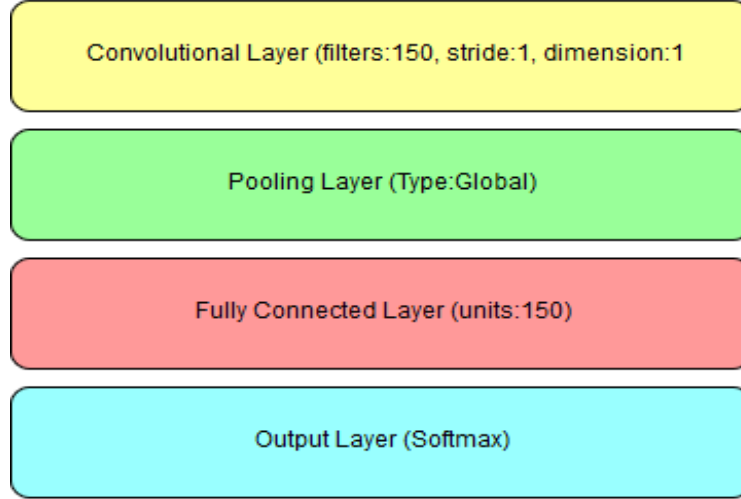 Convolutional Layer (filters:150, stride:1, dimension:1
Pooling Layer (Type:Global)
Fully Connected Layer (units:150)
Output Layer (Softmax)